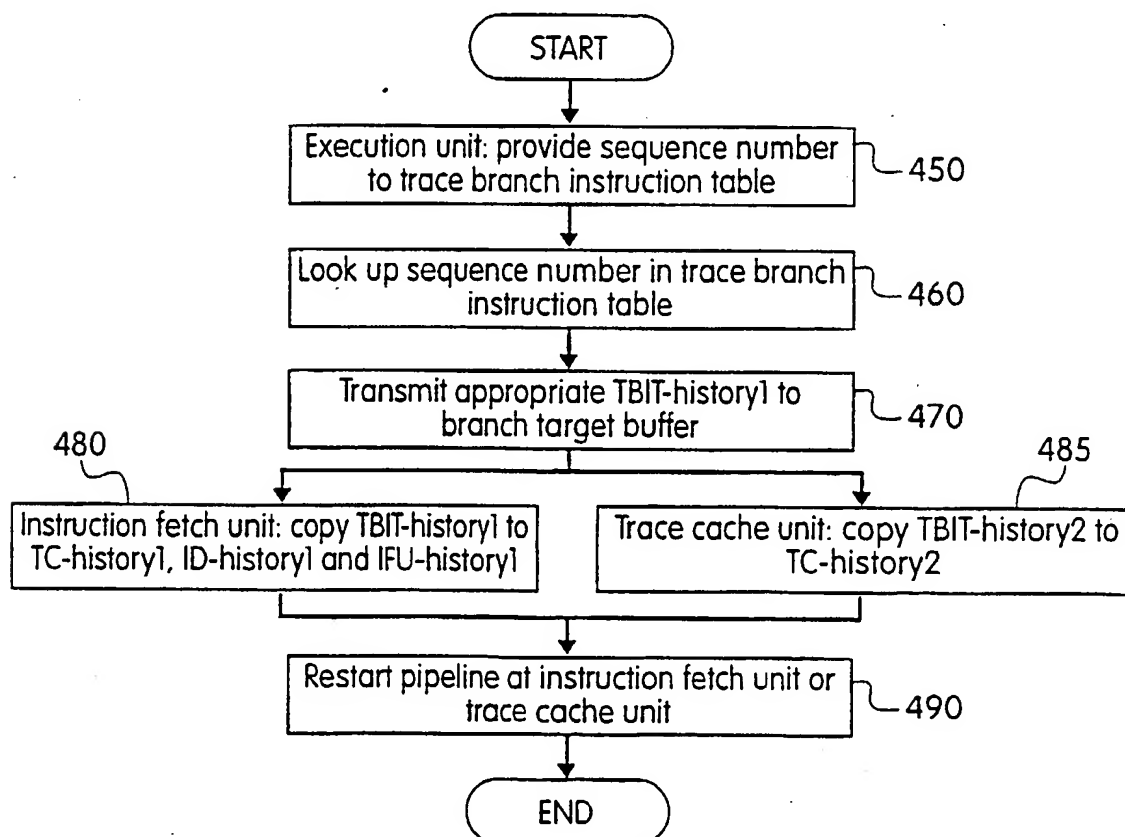 START
Execution unit: provide sequence number
to trace branch instruction table
450
Look up sequence number in trace branch
instruction table
460
Transmit appropriate TBIT-history1 to
branch target buffer
470
480
485
Instruction fetch unit: copy TBIT-history1 to
TC-history1, ID-history1 and IFU-history1
Trace cache unit: copy TBIT-history2 to
TC-history2
Restart pipeline at instruction fetch unit or
trace cache unit
490
END